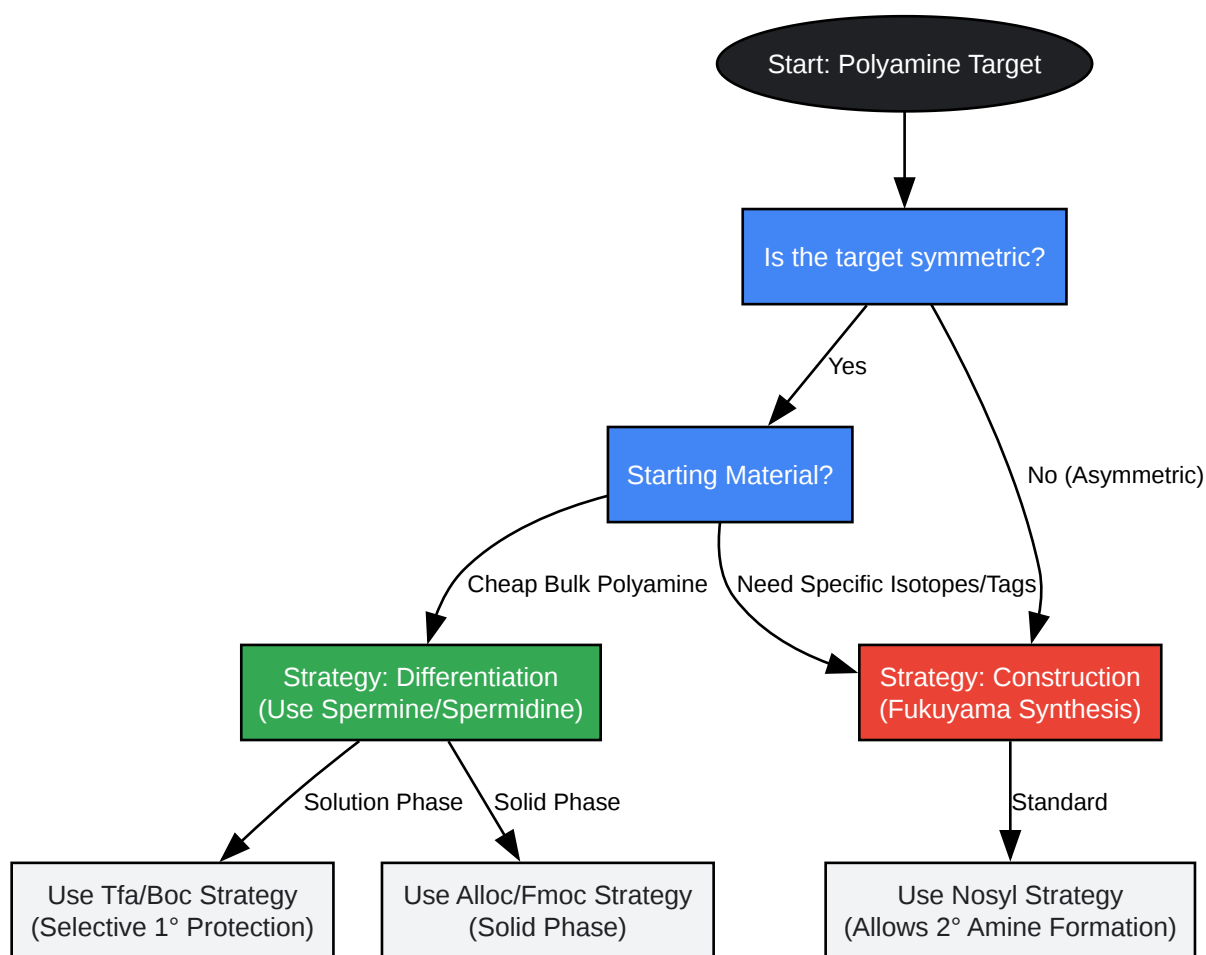 Start: Polyamine Target
Is the target symmetric?
Yes
Starting Material?
No (Asymmetric)
Cheap Bulk Polyamine
Need Specific Isotopes/Tags
Strategy: Differentiation
(Use Spermine/Spermidine)
Strategy: Construction
(Fukuyama Synthesis)
Solution Phase
Solid Phase
Standard
Use Tfa/Boc Strategy
(Selective 1° Protection)
Use Alloc/Fmoc Strategy
(Solid Phase)
Use Nosyl Strategy
(Allows 2° Amine Formation)